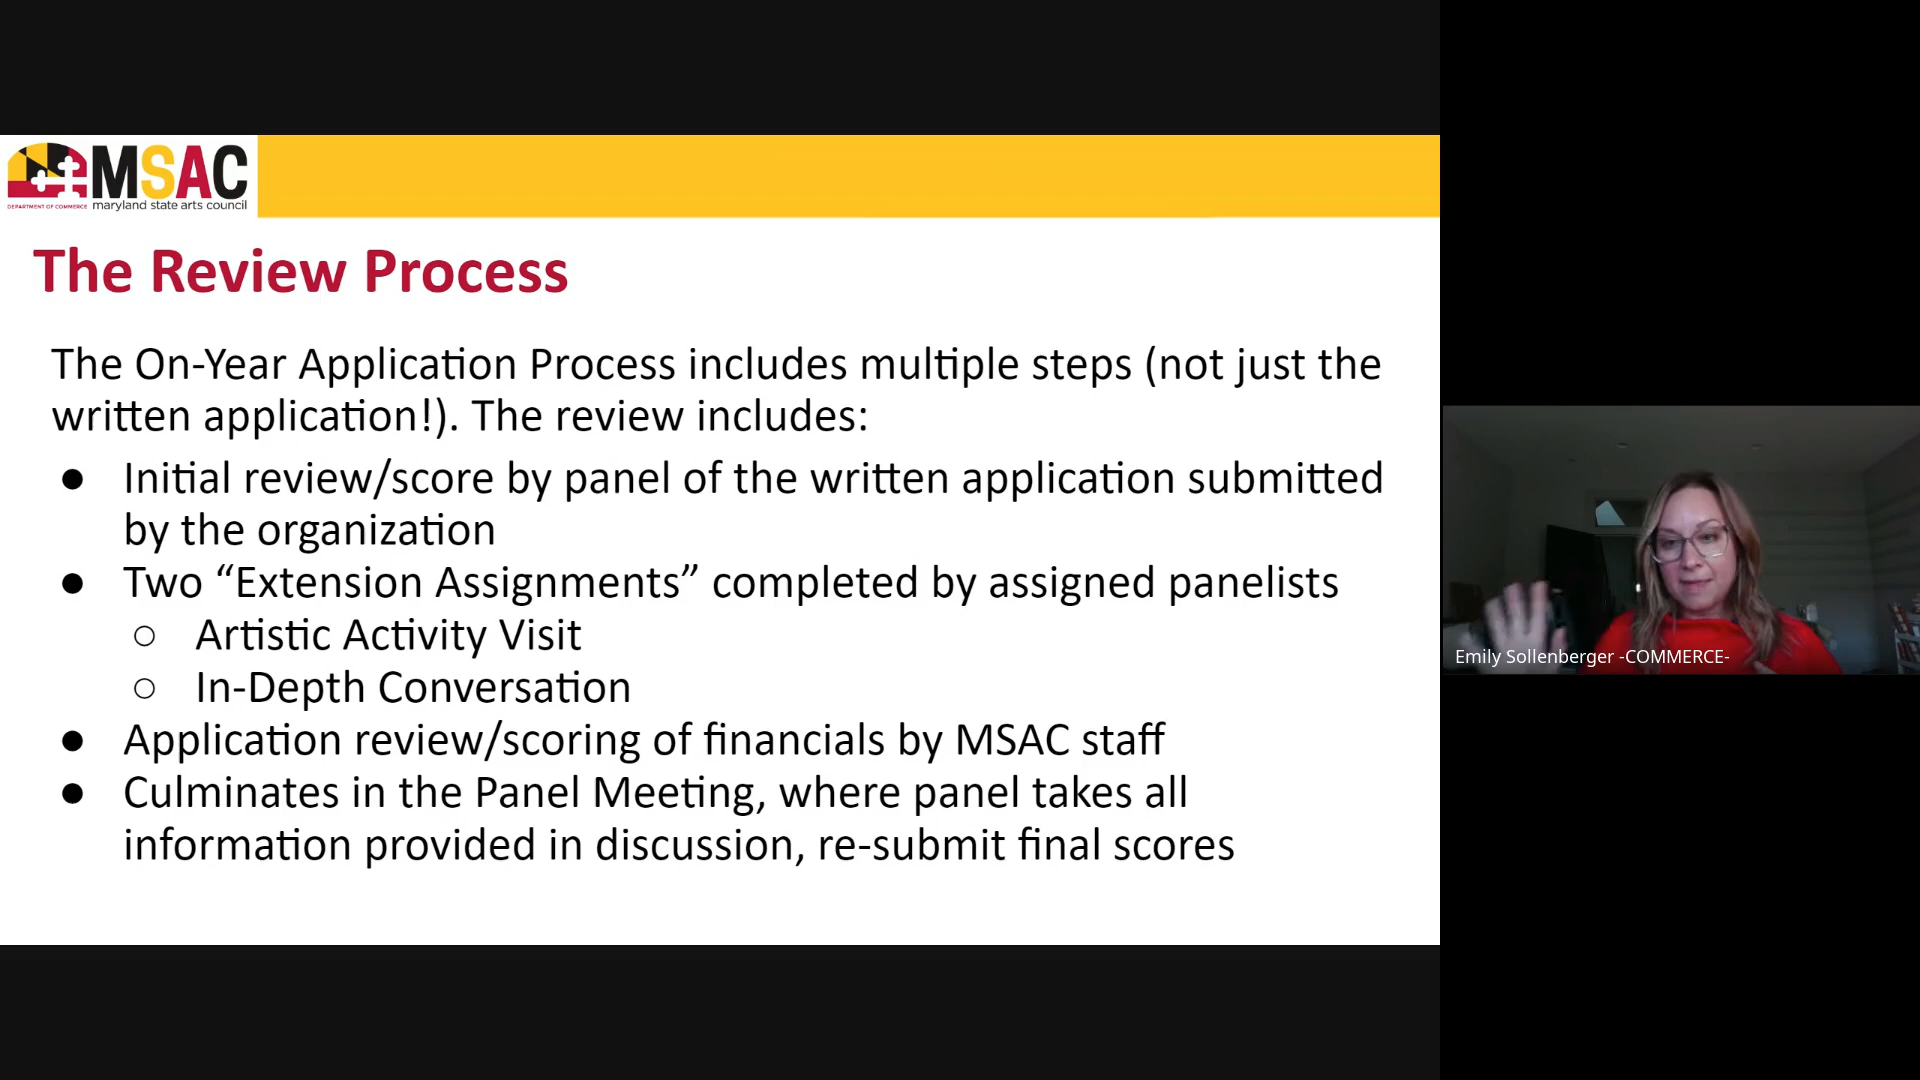 MSAC
DEPARTMENT OF COMMERCE maryland state arts council
The Review Process
The On-Year Application Process includes multiple steps (not just the
written application!). The review includes:
● Initial review/score by panel of the written application submitted
by the organization
● Two “Extension Assignments” completed by assigned panelists
○ Artistic Activity Visit
○ In-Depth Conversation
● Application review/scoring of financials by MSAC staff
● Culminates in the Panel Meeting, where panel takes all
information provided in discussion, re-submit final scores
Emily Sollenberger -COMMERCE-